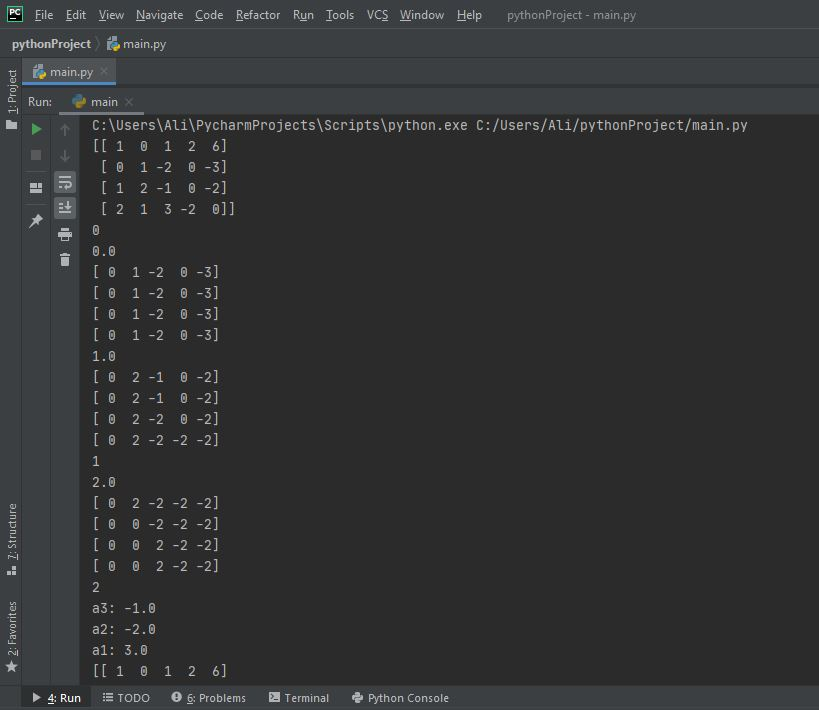 PC File Edit View Navigate Code Refactor Run Tools VCS Window Help pythonProject - main.py
pythonProject main.py
1: Project
main.py
Run: main
C:\Users\Ali\PycharmProjects\Scripts\python.exe C:/Users/Ali/pythonProject/main.py
[[ 1  0  1  2  6]
 [ 0  1 -2  0 -3]
 [ 1  2 -1  0 -2]
 [ 2  1  3 -2  0]]
0
0.0
[ 0  1 -2  0 -3]
[ 0  1 -2  0 -3]
[ 0  1 -2  0 -3]
[ 0  1 -2  0 -3]
1.0
[ 0  2 -1  0 -2]
[ 0  2 -1  0 -2]
[ 0  2 -2  0 -2]
[ 0  2 -2 -2 -2]
1
2.0
[ 0  2 -2 -2 -2]
[ 0  0 -2 -2 -2]
[ 0  0  2 -2 -2]
[ 0  0  2 -2 -2]
2
a3: -1.0
a2: -2.0
a1: 3.0
[[ 1  0  1  2  6]
7: Structure
2: Favorites
4: Run TODO 6: Problems Terminal Python Console